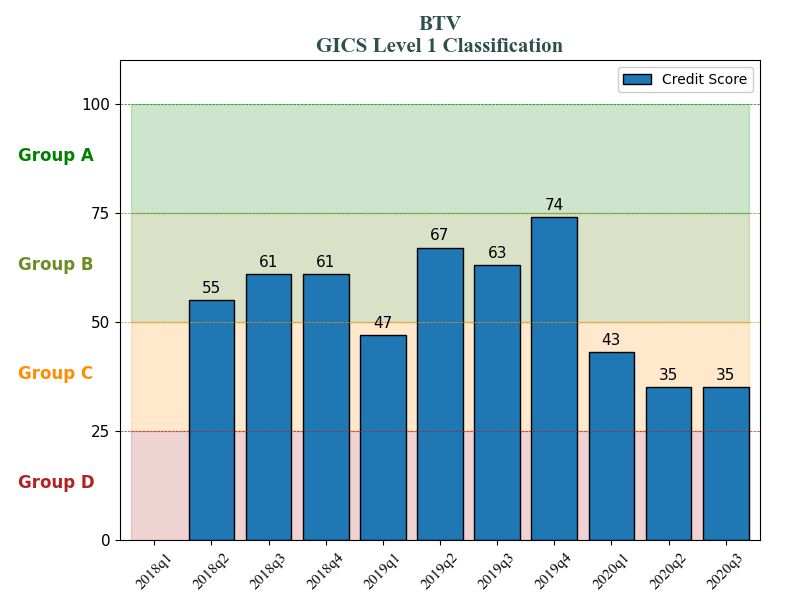 BTV
GICS Level 1 Classification
Credit Score
100
Group A
75
74
67
Group B
63
61
61
55
50
47
43
Group C
35
35
25
Group D
0
2018q1
2018q2
2018q3
2018q4
2019q1
2019q2
2019q3
2019q4
2020q1
2020q2
2020q3